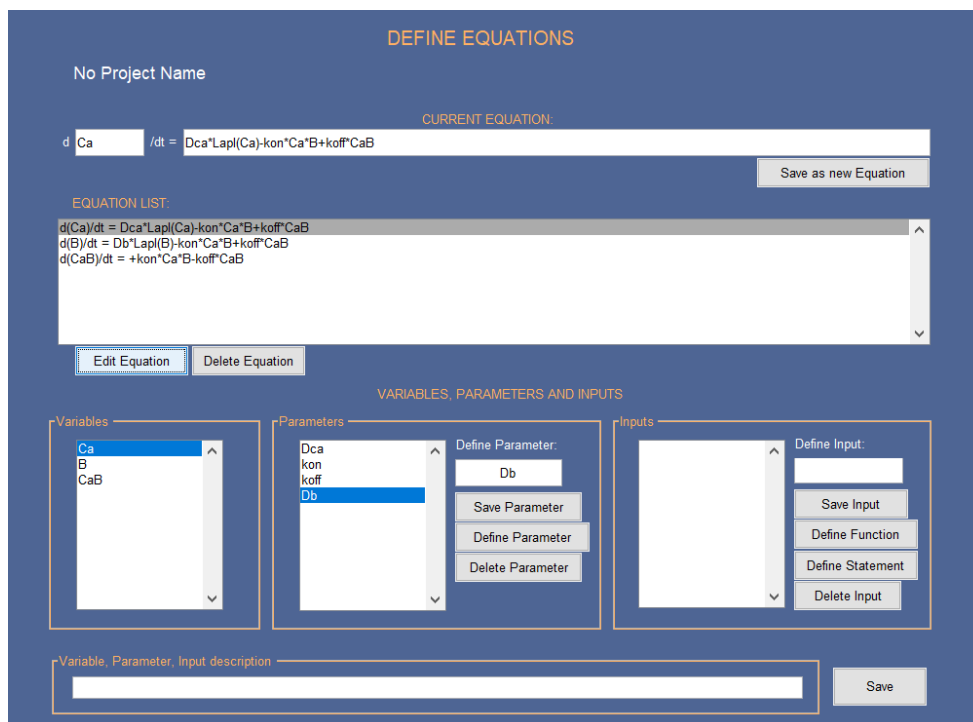 DEFINE EQUATIONS
No Project Name
CURRENT EQUATION:
d Ca /dt = Dca*Lapl(Ca)-kon*Ca*B+koff*CaB
Save as new Equation
EQUATION LIST:
d(Ca)/dt = Dca*Lapl(Ca)-kon*Ca*B+koff*CaB
d(B)/dt = Db*Lapl(B)-kon*Ca*B+koff*CaB
d(CaB)/dt = +kon*Ca*B-koff*CaB
Edit Equation Delete Equation
VARIABLES, PARAMETERS AND INPUTS
Variables
Ca
B
CaB
Parameters
Dca
kon
koff
Db
Define Parameter:
Db
Save Parameter
Define Parameter
Delete Parameter
Inputs
Define Input:
Save Input
Define Function
Define Statement
Delete Input
Variable, Parameter, Input description
Save